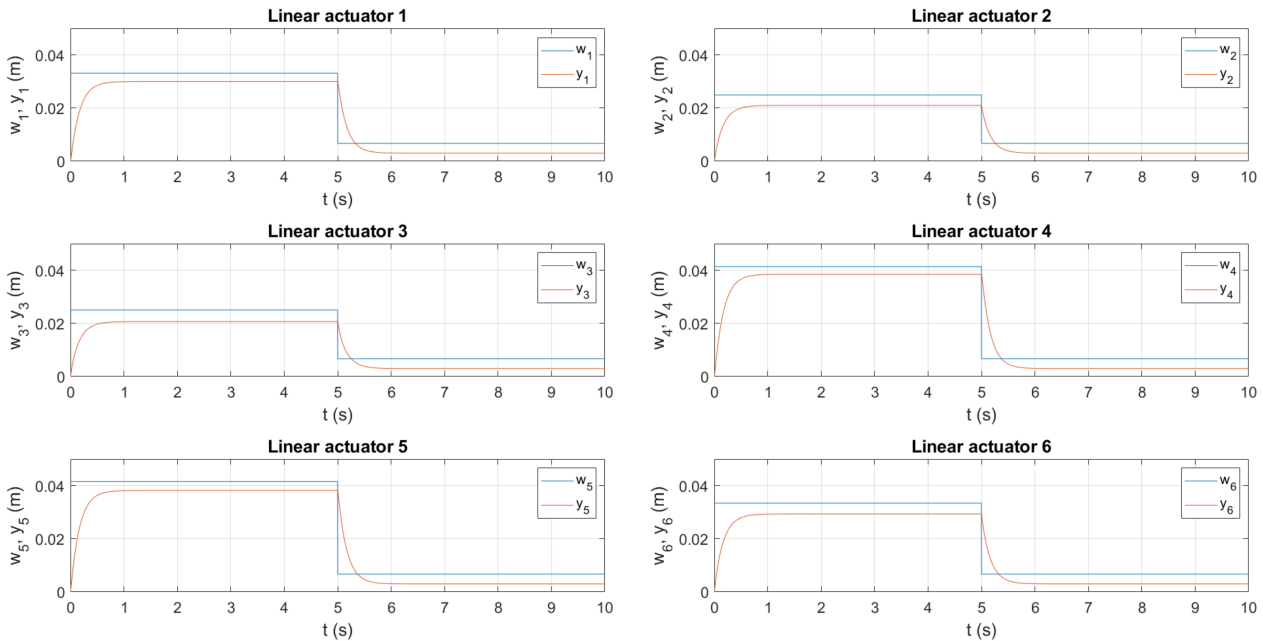 Linear actuator 1
w1, y1 (m)
0.04
0.02
0
w1
y1
0 1 2 3 4 5 6 7 8 9 10
t (s)
Linear actuator 2
w2, y2 (m)
0.04
0.02
0
w2
y2
0 1 2 3 4 5 6 7 8 9 10
t (s)
Linear actuator 3
w3, y3 (m)
0.04
0.02
0
w3
y3
0 1 2 3 4 5 6 7 8 9 10
t (s)
Linear actuator 4
w4, y4 (m)
0.04
0.02
0
w4
y4
0 1 2 3 4 5 6 7 8 9 10
t (s)
Linear actuator 5
w5, y5 (m)
0.04
0.02
0
w5
y5
0 1 2 3 4 5 6 7 8 9 10
t (s)
Linear actuator 6
w6, y6 (m)
0.04
0.02
0
w6
y6
0 1 2 3 4 5 6 7 8 9 10
t (s)